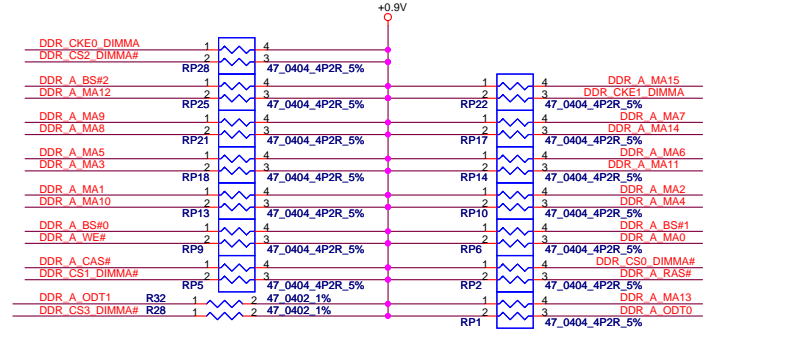 +0.9V
DDR_CKE0_DIMMA 1 4
DDR_CS2_DIMMA# 2 3
RP28 47_0404_4P2R_5%
DDR_A_BS#2 1 4 1 4 DDR_A_MA15
DDR_A_MA12 2 3 2 3 DDR_CKE1_DIMMA
RP25 47_0404_4P2R_5% RP22 47_0404_4P2R_5%
DDR_A_MA9 1 4 1 4 DDR_A_MA7
DDR_A_MA8 2 3 2 3 DDR_A_MA14
RP21 47_0404_4P2R_5% RP17 47_0404_4P2R_5%
DDR_A_MA5 1 4 1 4 DDR_A_MA6
DDR_A_MA3 2 3 2 3 DDR_A_MA11
RP18 47_0404_4P2R_5% RP14 47_0404_4P2R_5%
DDR_A_MA1 1 4 1 4 DDR_A_MA2
DDR_A_MA10 2 3 2 3 DDR_A_MA4
RP13 47_0404_4P2R_5% RP10 47_0404_4P2R_5%
DDR_A_BS#0 1 4 1 4 DDR_A_BS#1
DDR_A_WE# 2 3 2 3 DDR_A_MA0
RP9 47_0404_4P2R_5% RP6 47_0404_4P2R_5%
DDR_A_CAS# 1 4 1 4 DDR_CS0_DIMMA#
DDR_CS1_DIMMA# 2 3 2 3 DDR_A_RAS#
RP5 47_0404_4P2R_5% RP2 47_0404_4P2R_5%
DDR_A_ODT1 R32 1 2 47_0402_1% 1 4 DDR_A_MA13
DDR_CS3_DIMMA# R28 1 2 47_0402_1% 2 3 DDR_A_ODT0
RP1 47_0404_4P2R_5%